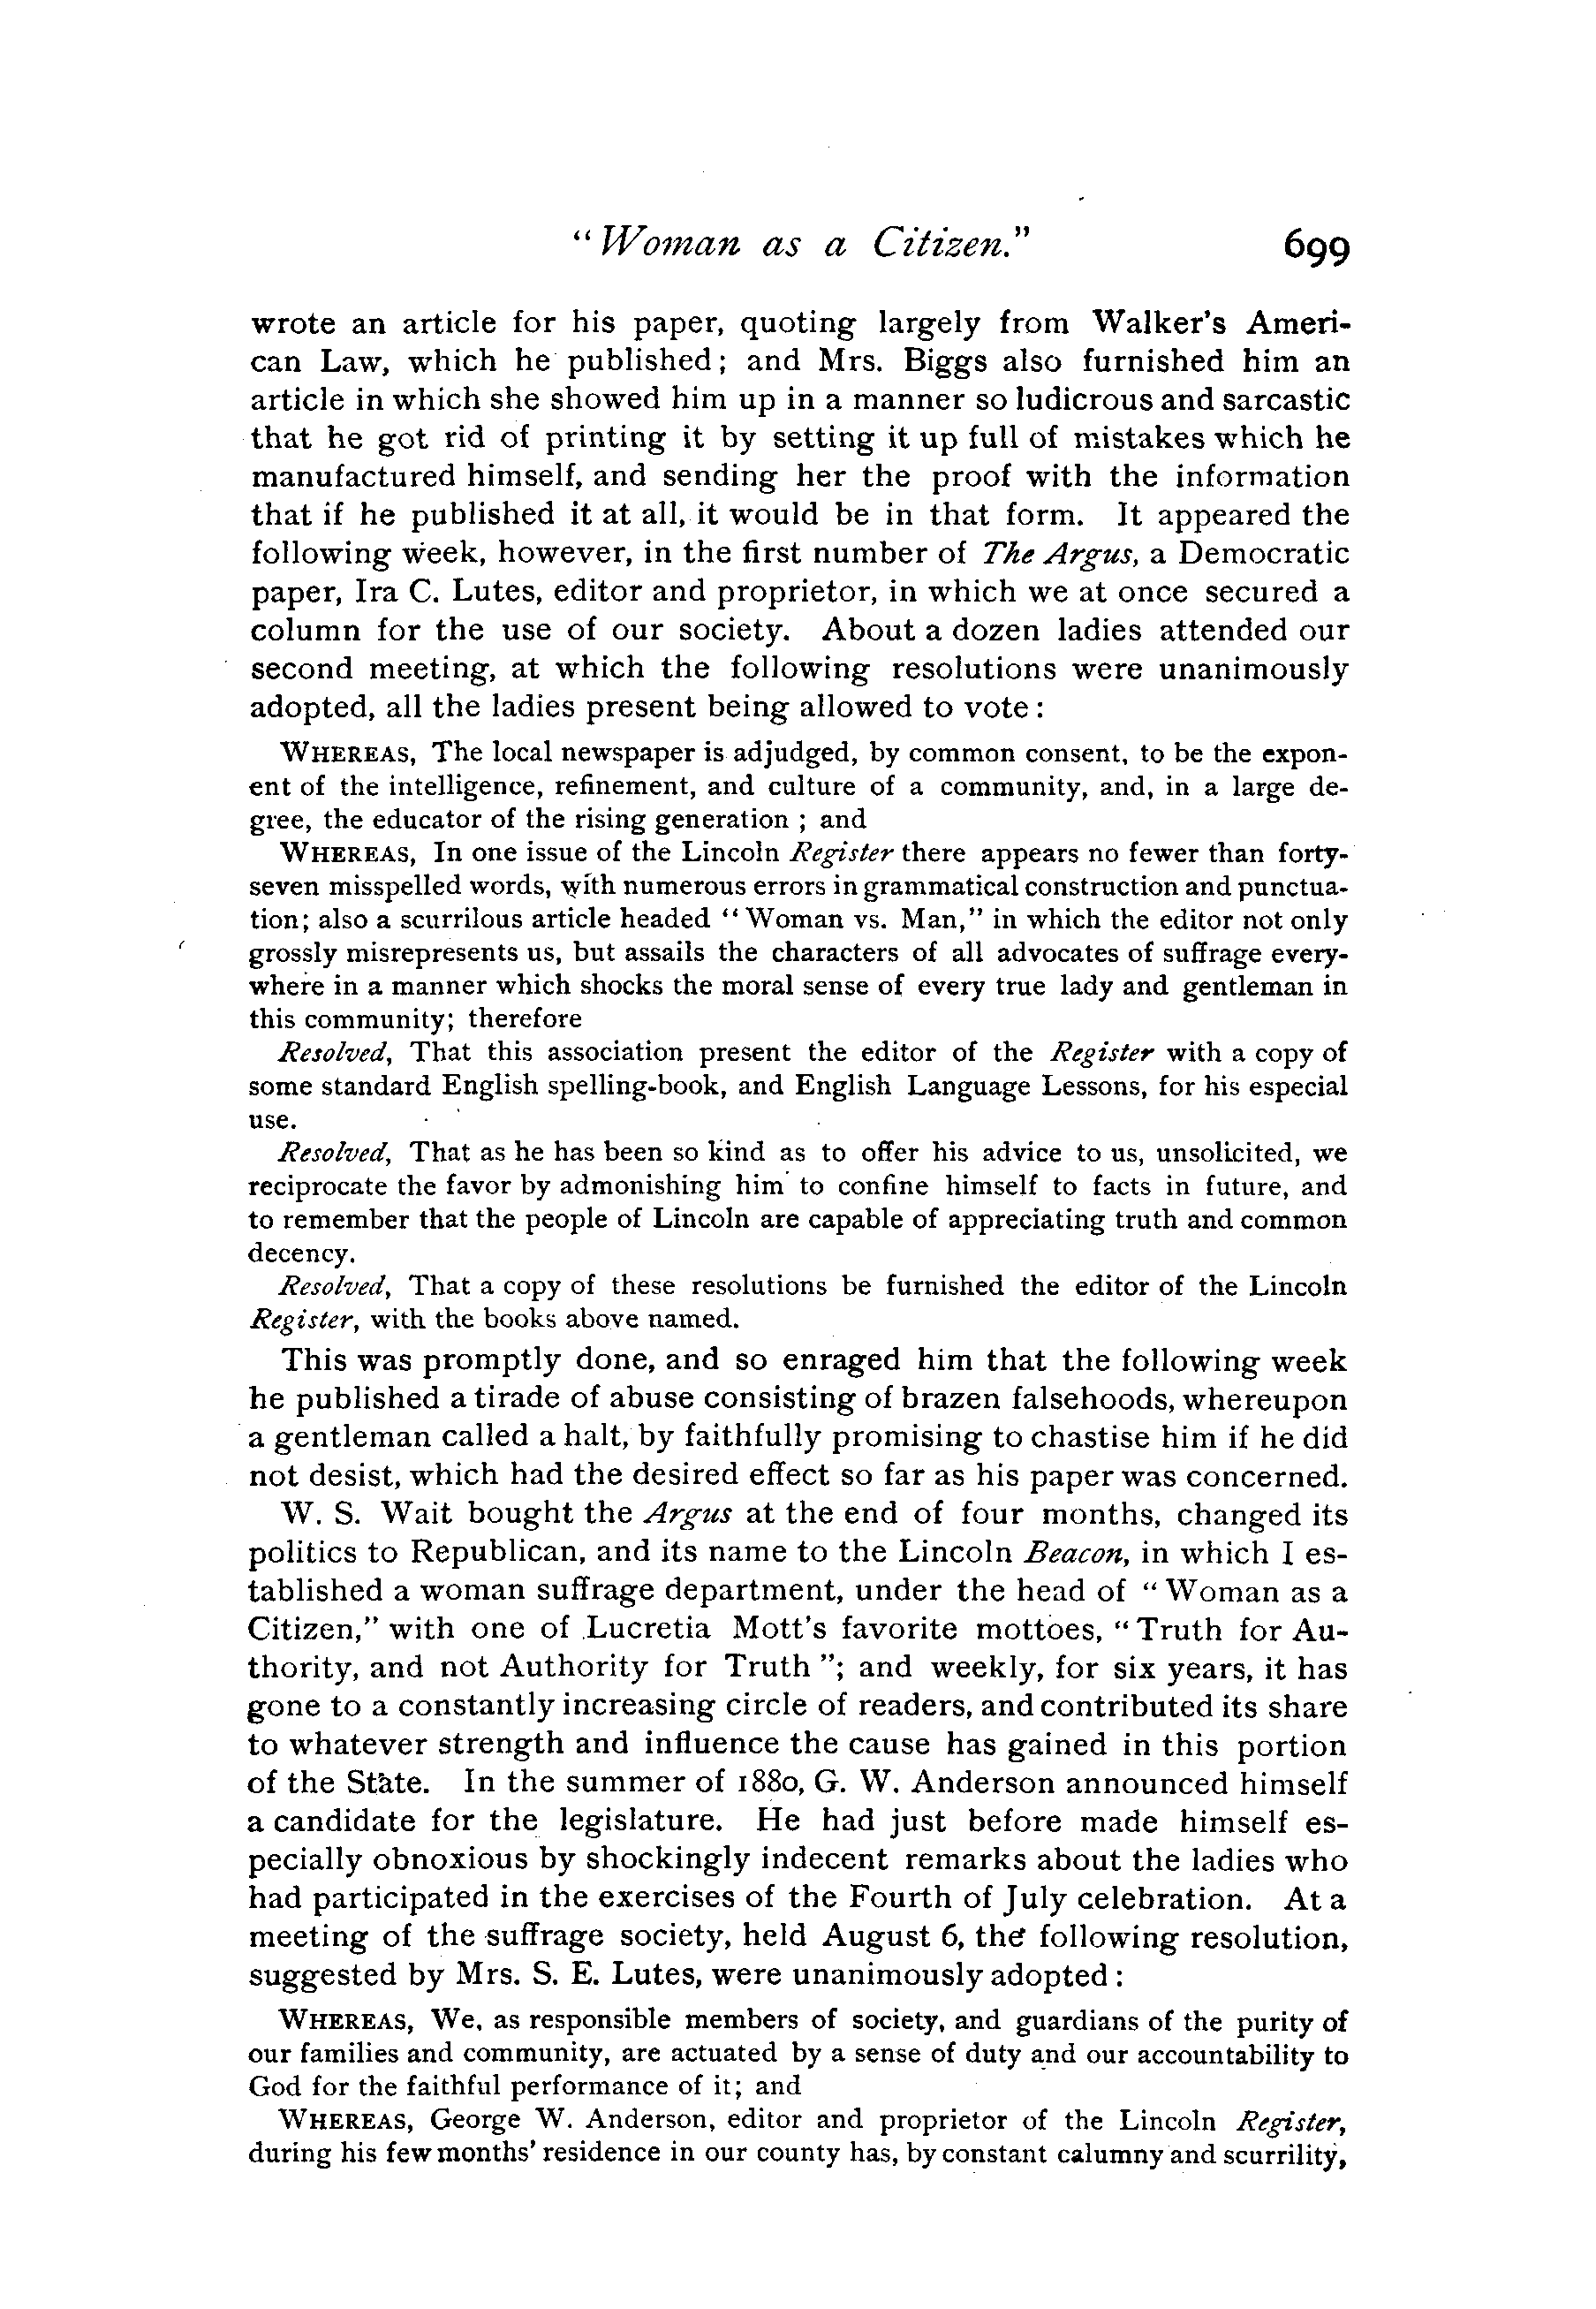 "Woman as a Citizen." 699
wrote an article for his paper, quoting largely from Walker's Ameri-
can Law, which he published; and Mrs. Biggs also furnished him an
article in which she showed him up in a manner so ludicrous and sarcastic
that he got rid of printing it by setting it up full of mistakes which he
manufactured himself, and sending her the proof with the information
that if he published it at all, it would be in that form. It appeared the
following week, however, in the first number of The Argus, a Democratic
paper, Ira C. Lutes, editor and proprietor, in which we at once secured a
column for the use of our society. About a dozen ladies attended our
second meeting, at which the following resolutions were unanimously
adopted, all the ladies present being allowed to vote:
WHEREAS, The local newspaper is adjudged, by common consent, to be the expon-
ent of the intelligence, refinement, and culture of a community, and, in a large de-
gree, the educator of the rising generation ; and
WHEREAS, In one issue of the Lincoln Register there appears no fewer than forty-
seven misspelled words, with numerous errors in grammatical construction and punctua-
tion; also a scurrilous article headed "Woman vs. Man," in which the editor not only
grossly misrepresents us, but assails the characters of all advocates of suffrage every-
where in a manner which shocks the moral sense of every true lady and gentleman in
this community; therefore
Resolved, That this association present the editor of the Register with a copy of
some standard English spelling-book, and English Language Lessons, for his especial
use.
Resolved, That as he has been so kind as to offer his advice to us, unsolicited, we
reciprocate the favor by admonishing him to confine himself to facts in future, and
to remember that the people of Lincoln are capable of appreciating truth and common
decency.
Resolved, That a copy of these resolutions be furnished the editor of the Lincoln
Register, with the books above named.
This was promptly done, and so enraged him that the following week
he published a tirade of abuse consisting of brazen falsehoods, whereupon
a gentleman called a halt, by faithfully promising to chastise him if he did
not desist, which had the desired effect so far as his paper was concerned.
W. S. Wait bought the Argus at the end of four months, changed its
politics to Republican, and its name to the Lincoln Beacon, in which I es-
tablished a woman suffrage department, under the head of "Woman as a
Citizen," with one of Lucretia Mott's favorite mottoes, "Truth for Au-
thority, and not Authority for Truth"; and weekly, for six years, it has
gone to a constantly increasing circle of readers, and contributed its share
to whatever strength and influence the cause has gained in this portion
of the State. In the summer of 1880, G. W. Anderson announced himself
a candidate for the legislature. He had just before made himself es-
pecially obnoxious by shockingly indecent remarks about the ladies who
had participated in the exercises of the Fourth of July celebration. At a
meeting of the suffrage society, held August 6, the following resolution,
suggested by Mrs. S. E. Lutes, were unanimously adopted:
WHEREAS, We, as responsible members of society, and guardians of the purity of
our families and community, are actuated by a sense of duty and our accountability to
God for the faithful performance of it; and
WHEREAS, George W. Anderson, editor and proprietor of the Lincoln Register,
during his few months' residence in our county has, by constant calumny and scurrility,